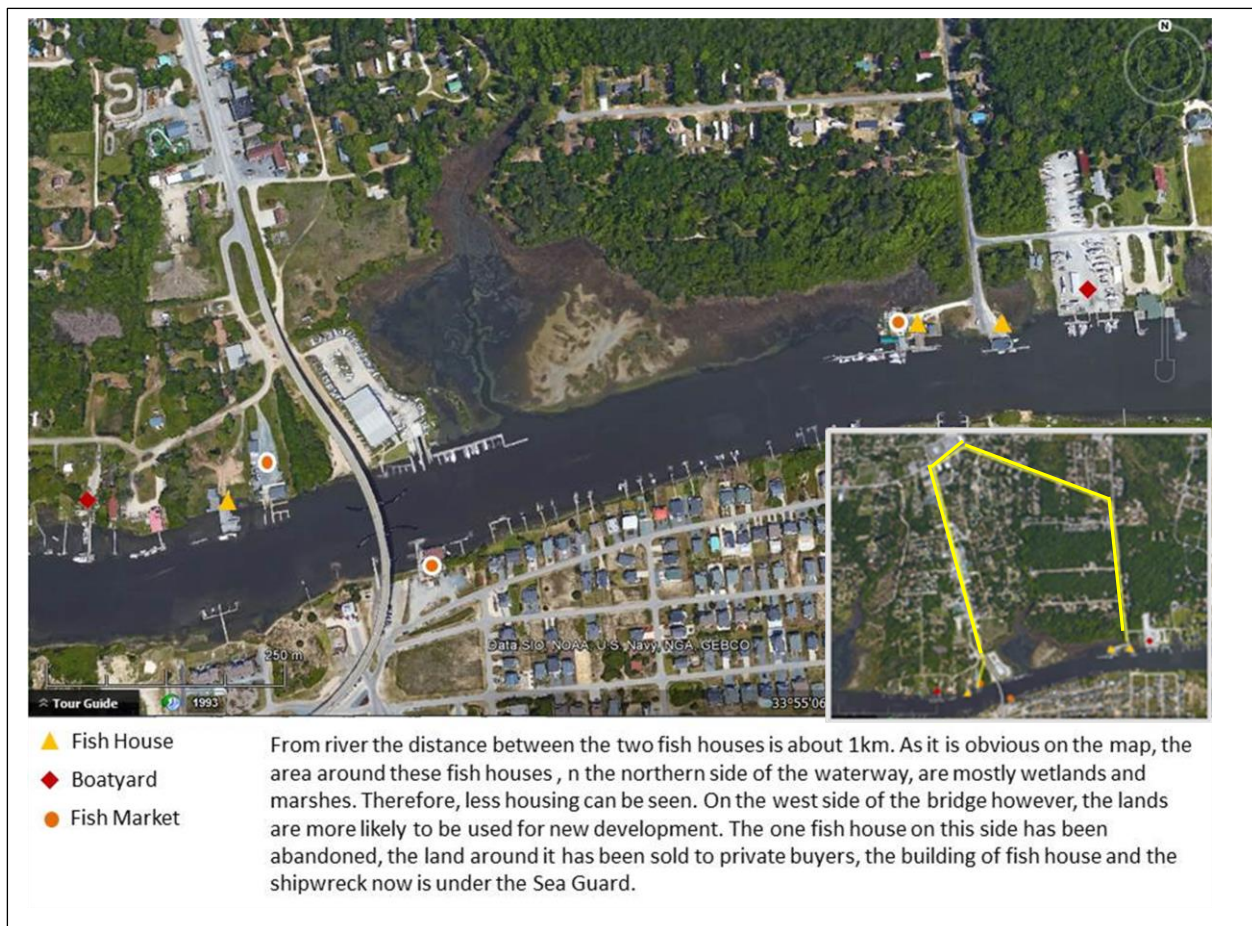 N
Data SIO, NOAA, U.S. Navy, NGA, GEBCO
250 m
Tour Guide
1993
33°55'06
Fish House
Boatyard
Fish Market
From river the distance between the two fish houses is about 1km. As it is obvious on the map, the
area around these fish houses , n the northern side of the waterway, are mostly wetlands and
marshes. Therefore, less housing can be seen. On the west side of the bridge however, the lands
are more likely to be used for new development. The one fish house on this side has been
abandoned, the land around it has been sold to private buyers, the building of fish house and the
shipwreck now is under the Sea Guard.